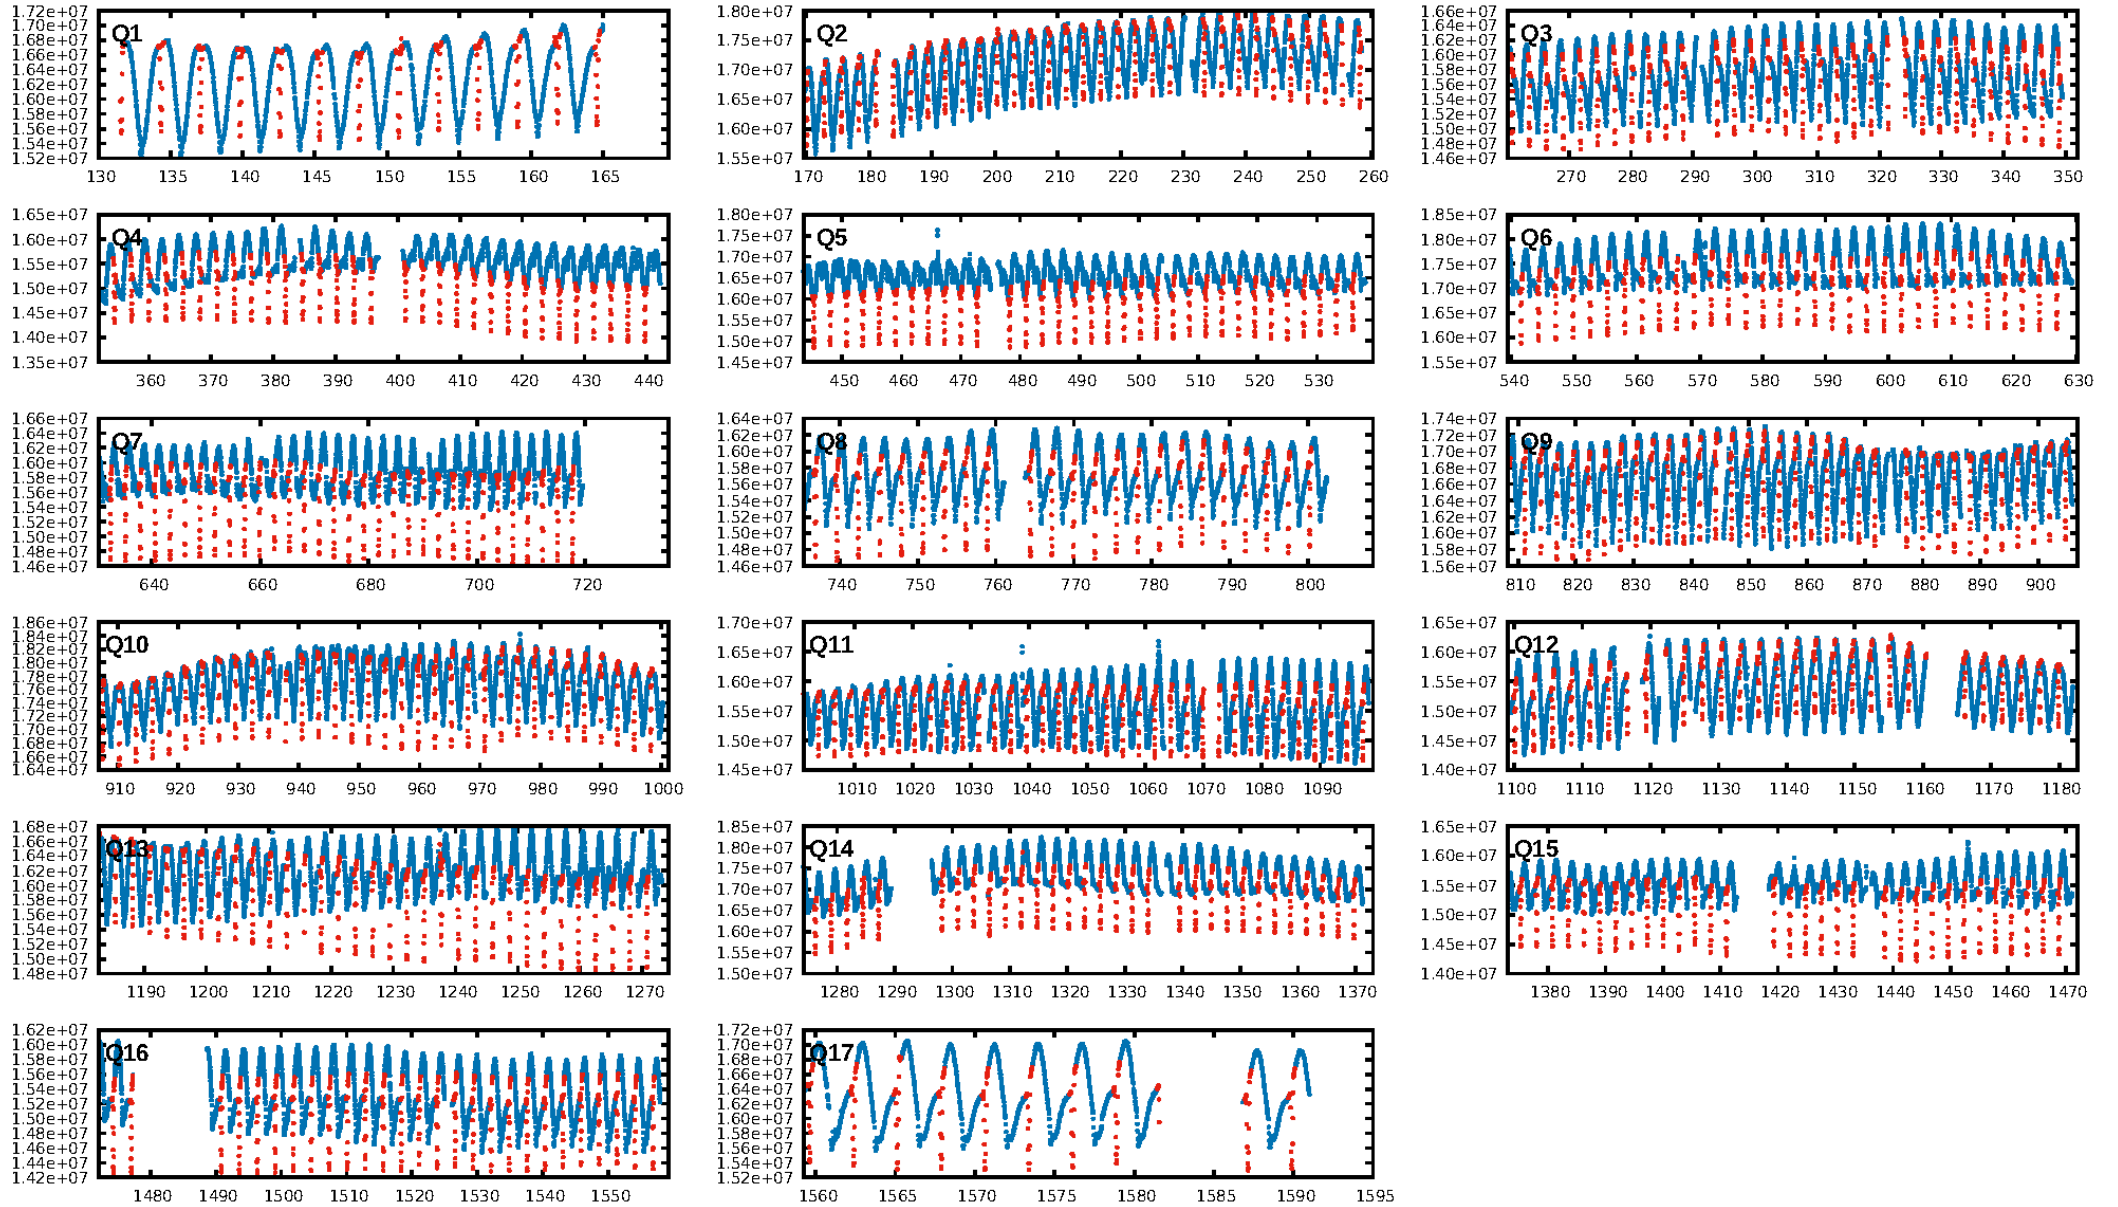 1.72e+07
1.70e+07
1.68e+07
1.66e+07
1.64e+07
1.62e+07
1.60e+07
1.58e+07
1.56e+07
1.54e+07
1.52e+07
Q1
130 135 140 145 150 155 160 165
1.80e+07
1.75e+07
1.70e+07
1.65e+07
1.60e+07
1.55e+07
Q2
170 180 190 200 210 220 230 240 250 260
1.66e+07
1.64e+07
1.62e+07
1.60e+07
1.58e+07
1.56e+07
1.54e+07
1.52e+07
1.50e+07
1.48e+07
1.46e+07
Q3
270 280 290 300 310 320 330 340 350
1.65e+07
1.60e+07
1.55e+07
1.50e+07
1.45e+07
1.40e+07
1.35e+07
Q4
360 370 380 390 400 410 420 430 440
1.80e+07
1.75e+07
1.70e+07
1.65e+07
1.60e+07
1.55e+07
1.50e+07
1.45e+07
Q5
450 460 470 480 490 500 510 520 530
1.85e+07
1.80e+07
1.75e+07
1.70e+07
1.65e+07
1.60e+07
1.55e+07
Q6
540 550 560 570 580 590 600 610 620 630
1.66e+07
1.64e+07
1.62e+07
1.60e+07
1.58e+07
1.56e+07
1.54e+07
1.52e+07
1.50e+07
1.48e+07
1.46e+07
Q7
640 660 680 700 720
1.64e+07
1.62e+07
1.60e+07
1.58e+07
1.56e+07
1.54e+07
1.52e+07
1.50e+07
1.48e+07
1.46e+07
Q8
740 750 760 770 780 790 800
1.74e+07
1.72e+07
1.70e+07
1.68e+07
1.66e+07
1.64e+07
1.62e+07
1.60e+07
1.58e+07
1.56e+07
Q9
810 820 830 840 850 860 870 880 890 900
1.86e+07
1.84e+07
1.82e+07
1.80e+07
1.78e+07
1.76e+07
1.74e+07
1.72e+07
1.70e+07
1.68e+07
1.66e+07
1.64e+07
Q10
910 920 930 940 950 960 970 980 990 1000
1.70e+07
1.65e+07
1.60e+07
1.55e+07
1.50e+07
1.45e+07
Q11
1010 1020 1030 1040 1050 1060 1070 1080 1090
1.65e+07
1.60e+07
1.55e+07
1.50e+07
1.45e+07
1.40e+07
Q12
1100 1110 1120 1130 1140 1150 1160 1170 1180
1.68e+07
1.66e+07
1.64e+07
1.62e+07
1.60e+07
1.58e+07
1.56e+07
1.54e+07
1.52e+07
1.50e+07
1.48e+07
Q13
1190 1200 1210 1220 1230 1240 1250 1260 1270
1.85e+07
1.80e+07
1.75e+07
1.70e+07
1.65e+07
1.60e+07
1.55e+07
1.50e+07
Q14
1280 1290 1300 1310 1320 1330 1340 1350 1360 1370
1.65e+07
1.60e+07
1.55e+07
1.50e+07
1.45e+07
1.40e+07
Q15
1380 1390 1400 1410 1420 1430 1440 1450 1460 1470
1.62e+07
1.60e+07
1.58e+07
1.56e+07
1.54e+07
1.52e+07
1.50e+07
1.48e+07
1.46e+07
1.44e+07
1.42e+07
Q16
1480 1490 1500 1510 1520 1530 1540 1550
1.72e+07
1.70e+07
1.68e+07
1.66e+07
1.64e+07
1.62e+07
1.60e+07
1.58e+07
1.56e+07
1.54e+07
1.52e+07
Q17
1560 1565 1570 1575 1580 1585 1590 1595